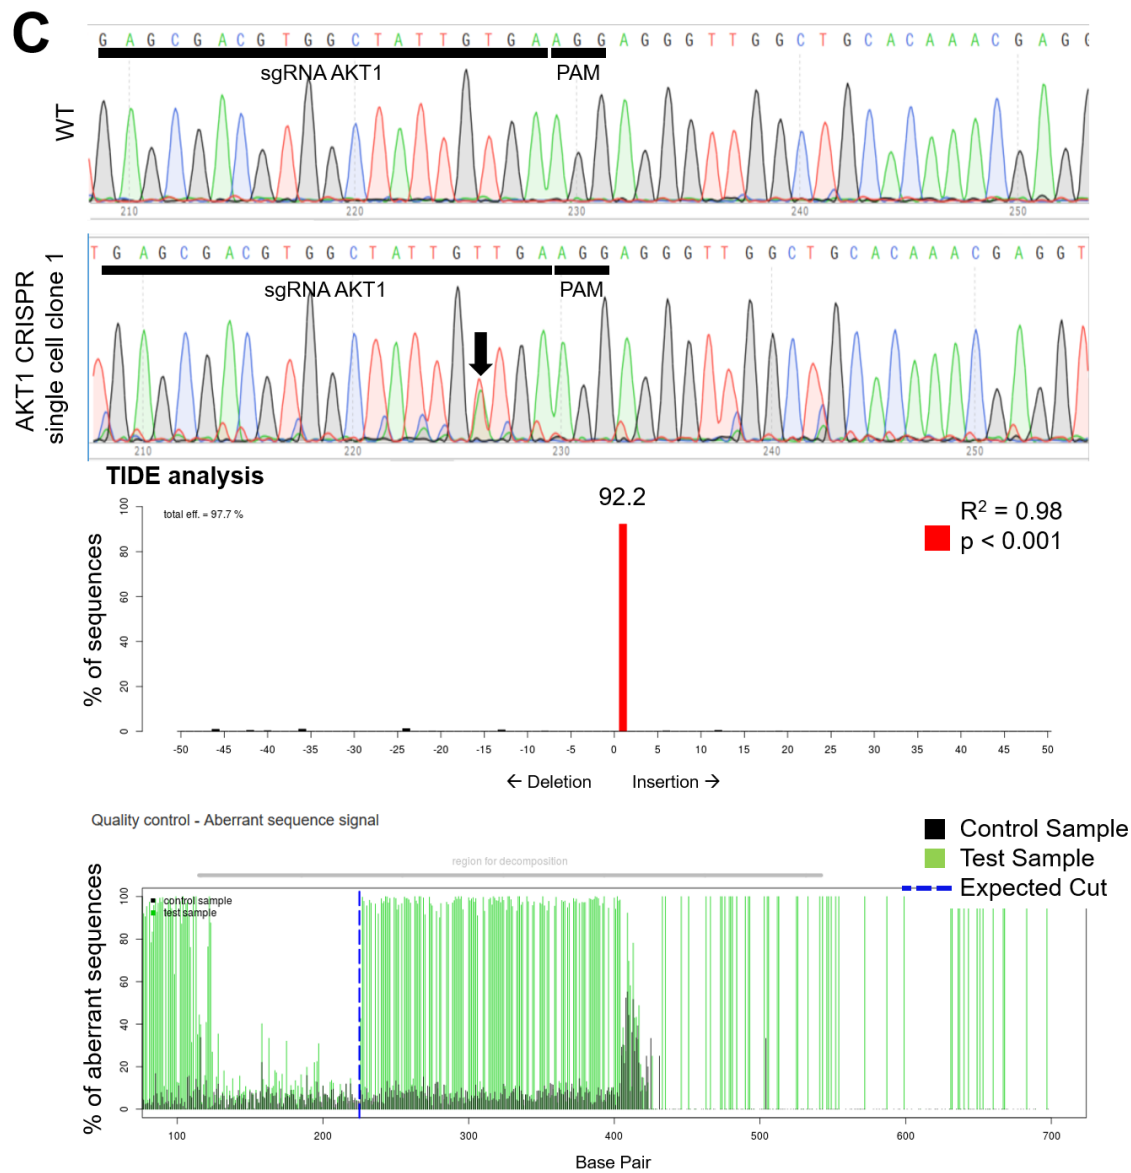 C
G A G C G A C G T G G C T A T T G T G A A G G A G G G T T G G C T G C A C A A A C G A G G
sgRNA AKT1 PAM
WT
210 220 230 240 250
T G A G C G A C G T G G C T A T T G T T G A A G G A G G G T T G G C T G C A C A A A C G A G G T
sgRNA AKT1 PAM
AKT1 CRISPR
single cell clone 1
210 220 230 240 250
TIDE analysis
total eff. = 97.7 %
92.2
R² = 0.98
p < 0.001
% of sequences
100
80
60
40
20
0
-50 -45 -40 -35 -30 -25 -20 -15 -10 -5 0 5 10 15 20 25 30 35 40 45 50
← Deletion Insertion →
Quality control - Aberrant sequence signal
Control Sample
Test Sample
Expected Cut
region for decomposition
control sample
test sample
% of aberrant sequences
100
80
60
40
20
0
100 200 300 400 500 600 700
Base Pair